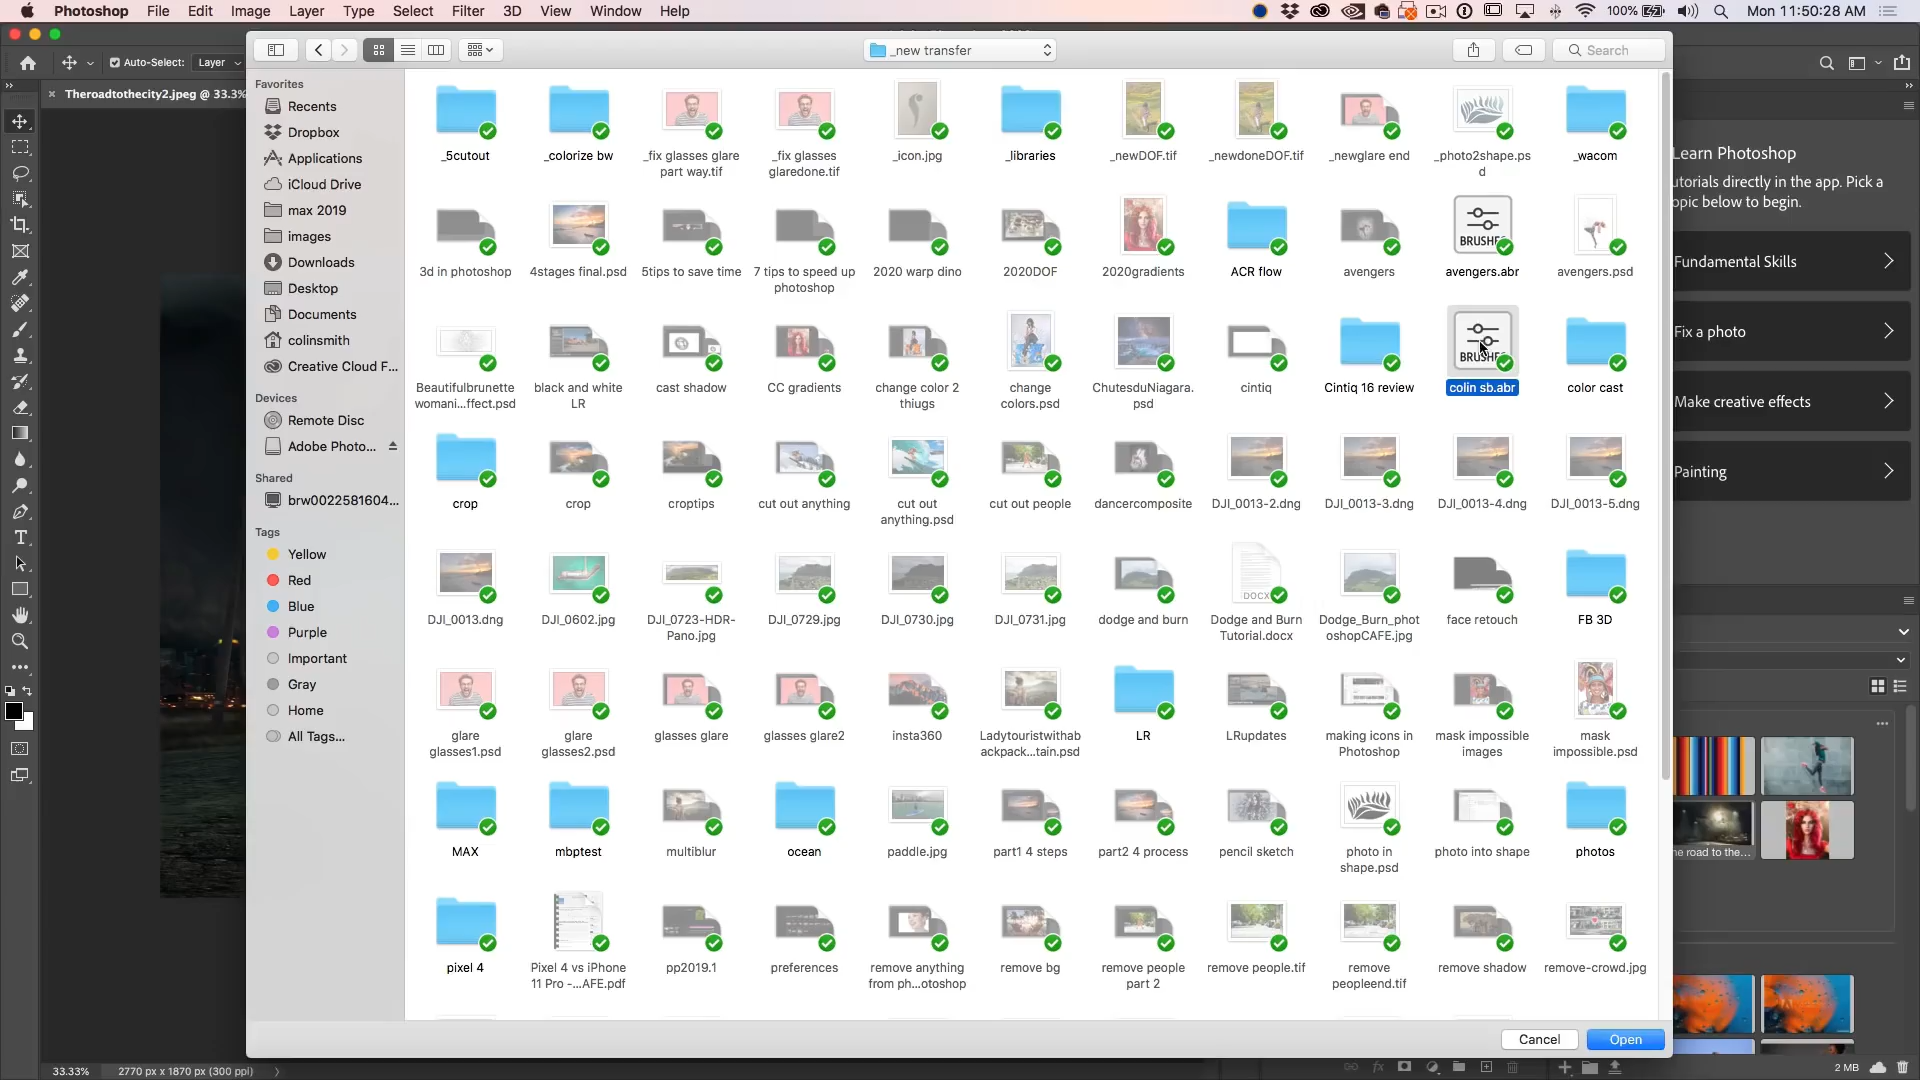 Photoshop File Edit Image Layer Type Select Filter 3D View Window Help
100% Mon 11:50:28 AM
Auto-Select: Layer
_new transfer
Search
Theroadtothecity2.jpeg @ 33.3%
Favorites
Recents
Dropbox
Applications
iCloud Drive
max 2019
images
Downloads
Desktop
Documents
colinsmith
Creative Cloud F...
Devices
Remote Disc
Adobe Photo...
Shared
brw0022581604...
Tags
Yellow
Red
Blue
Purple
Important
Gray
Home
All Tags...
_5cutout _colorize bw _fix glasses glare part way.tif _fix glasses glaredone.tif _icon.jpg _libraries _newDOF.tif _newdoneDOF.tif _newglare end _photo2shape.psd _wacom
BRUSHES
3d in photoshop 4stages final.psd 5tips to save time 7 tips to speed up photoshop 2020 warp dino 2020DOF 2020gradients ACR flow avengers avengers.abr avengers.psd
BRUSHES
Beautifulbrunette womani...ffect.psd black and white LR cast shadow CC gradients change color 2 thiugs change colors.psd ChutesduNiagara.psd cintiq Cintiq 16 review colin sb.abr color cast
crop crop croptips cut out anything cut out anything.psd cut out people dancercomposite DJI_0013-2.dng DJI_0013-3.dng DJI_0013-4.dng DJI_0013-5.dng
DOCX
DJI_0013.dng DJI_0602.jpg DJI_0723-HDR-Pano.jpg DJI_0729.jpg DJI_0730.jpg DJI_0731.jpg dodge and burn Dodge and Burn Tutorial.docx Dodge_Burn_photoshopCAFE.jpg face retouch FB 3D
glare glasses1.psd glare glasses2.psd glasses glare glasses glare2 insta360 Ladytouristwithabackpack...tain.psd LR LRupdates making icons in Photoshop mask impossible images mask impossible.psd
MAX mbptest multiblur ocean paddle.jpg part1 4 steps part2 4 process pencil sketch photo in shape.psd photo into shape photos
pixel 4 Pixel 4 vs iPhone 11 Pro -...AFE.pdf pp2019.1 preferences remove anything from ph...otoshop remove bg remove people part 2 remove people.tif remove peopleend.tif remove shadow remove-crowd.jpg
Cancel Open
Learn Photoshop
utorials directly in the app. Pick a
opic below to begin.
Fundamental Skills
Fix a photo
Make creative effects
Painting
he road to the...
33.33% 2770 px x 1870 px (300 ppi)
fx
2 MB